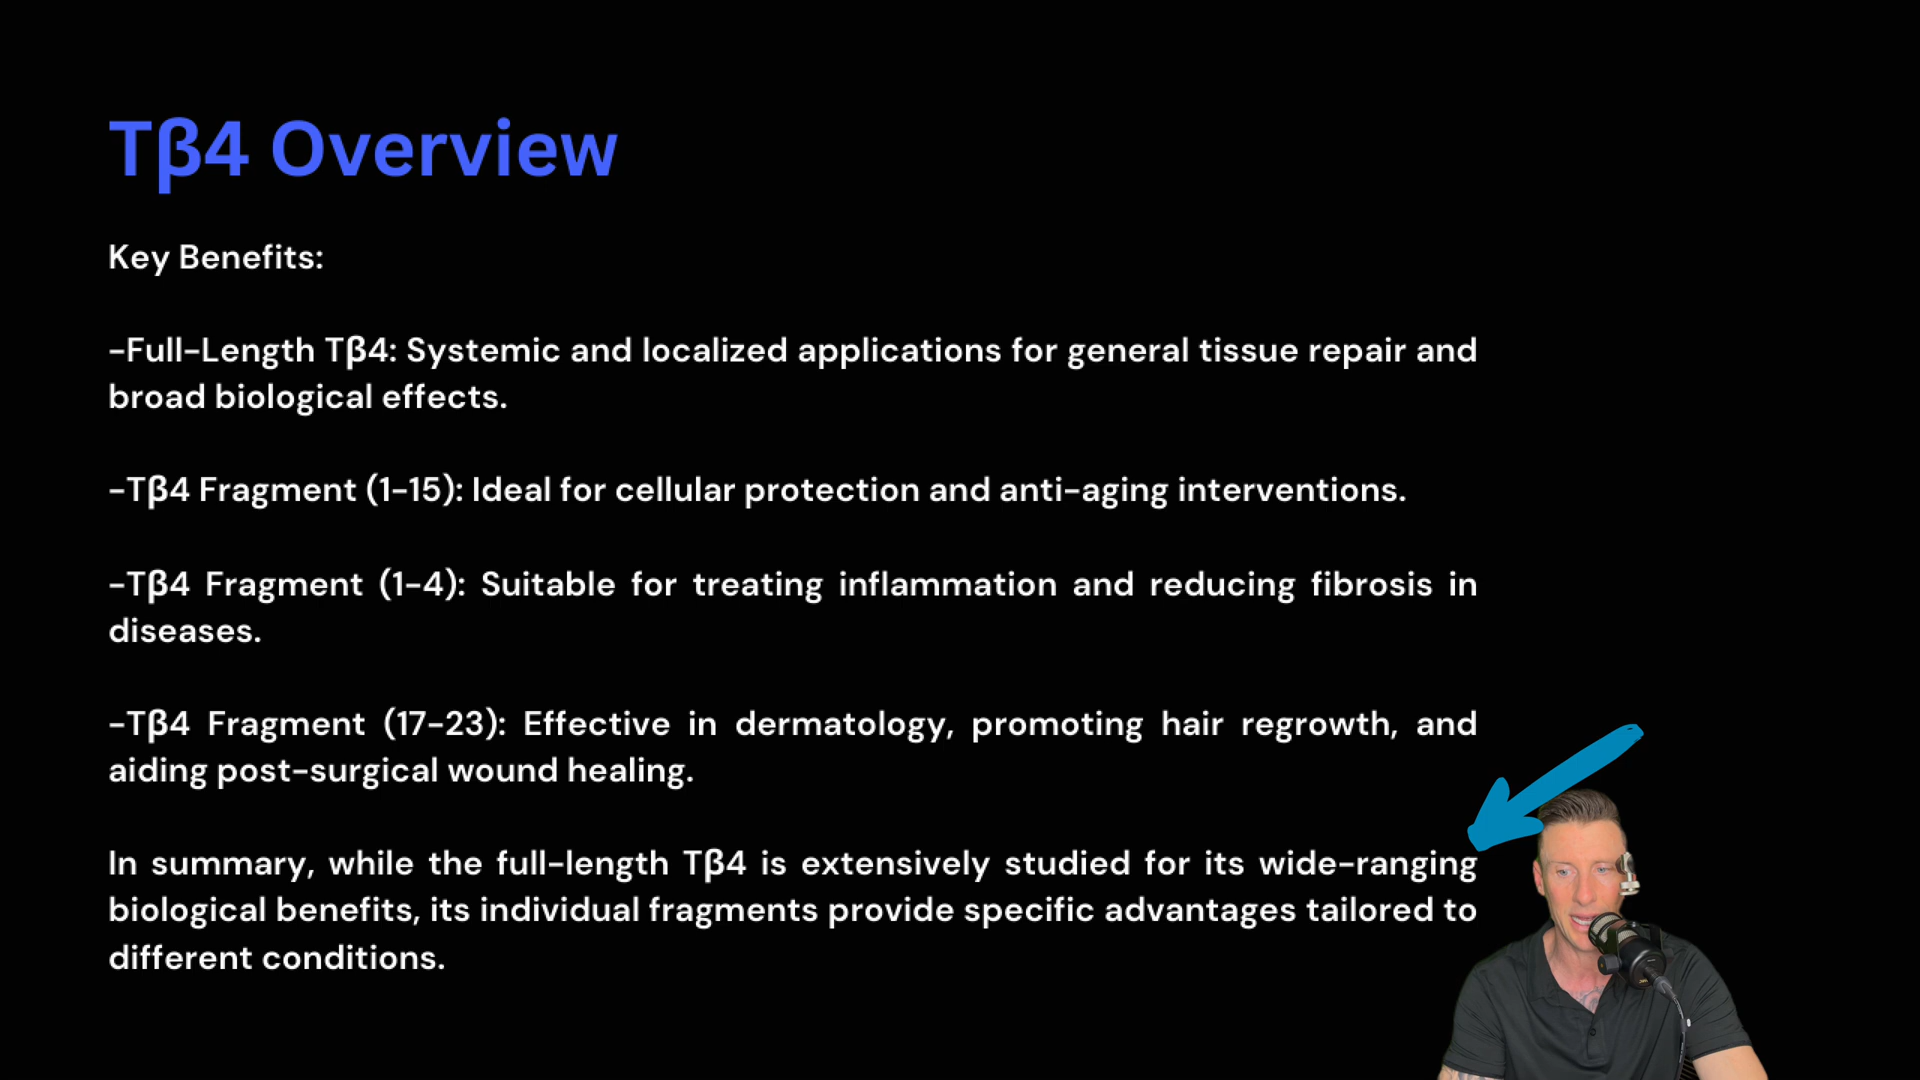 Tβ4 Overview
Key Benefits:
-Full-Length Tβ4: Systemic and localized applications for general tissue repair and
broad biological effects.
-Tβ4 Fragment (1-15): Ideal for cellular protection and anti-aging interventions.
-Tβ4 Fragment (1-4): Suitable for treating inflammation and reducing fibrosis in
diseases.
-Tβ4 Fragment (17-23): Effective in dermatology, promoting hair regrowth, and
aiding post-surgical wound healing.
In summary, while the full-length Tβ4 is extensively studied for its wide-ranging
biological benefits, its individual fragments provide specific advantages tailored to
different conditions.